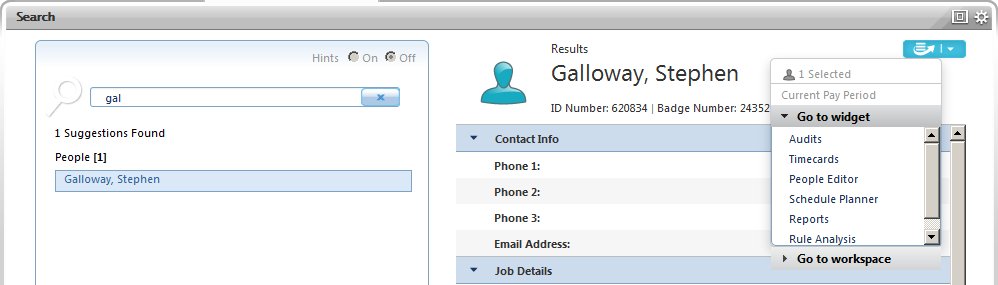 Search
Hints On Off
gal
1 Suggestions Found
People [1]
Galloway, Stephen
Results
Galloway, Stephen
ID Number: 620834 | Badge Number: 24352
Contact Info
Phone 1:
Phone 2:
Phone 3:
Email Address:
Job Details
1 Selected
Current Pay Period
Go to widget
Audits
Timecards
People Editor
Schedule Planner
Reports
Rule Analysis
Go to workspace